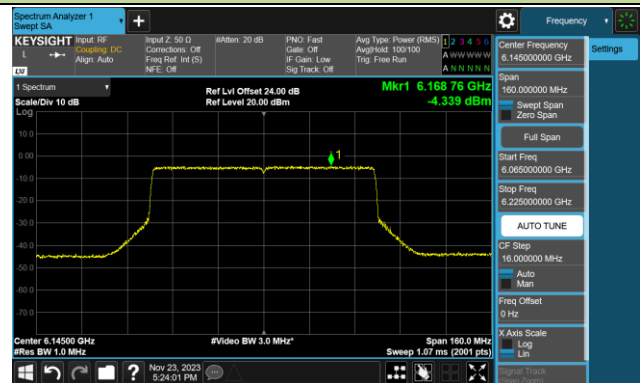 Spectrum Analyzer 1
Swept SA
+
Frequency
KEYSIGHT
Input: RF
Coupling: DC
Align: Auto
Input Z: 50 Ω
Corrections: Off
Freq Ref: Int (S)
NFE: Off
#Atten: 20 dB
PNO: Fast
Gate: Off
IF Gain: Low
Sig Track: Off
Avg Type: Power (RMS)
Avg|Hold: 100/100
Trig: Free Run
1 2 3 4 5 6
A W W W W W
A N N N N N
L
LXI
1 Spectrum
Scale/Div 10 dB
Log
Ref Lvl Offset 24.00 dB
Ref Level 20.00 dBm
Mkr1 6.168 76 GHz
-4.339 dBm
10.0
0.00
-10.0
-20.0
-30.0
-40.0
-50.0
-60.0
-70.0
1
Center 6.14500 GHz
#Res BW 1.0 MHz
#Video BW 3.0 MHz*
Span 160.0 MHz
Sweep 1.07 ms (2001 pts)
Nov 23, 2023
5:24:01 PM
?
Center Frequency
6.145000000 GHz
Settings
Span
160.000000 MHz
Swept Span
Zero Span
Full Span
Start Freq
6.065000000 GHz
Stop Freq
6.225000000 GHz
AUTO TUNE
CF Step
16.000000 MHz
Auto
Man
Freq Offset
0 Hz
X Axis Scale
Log
Lin
Signal Track